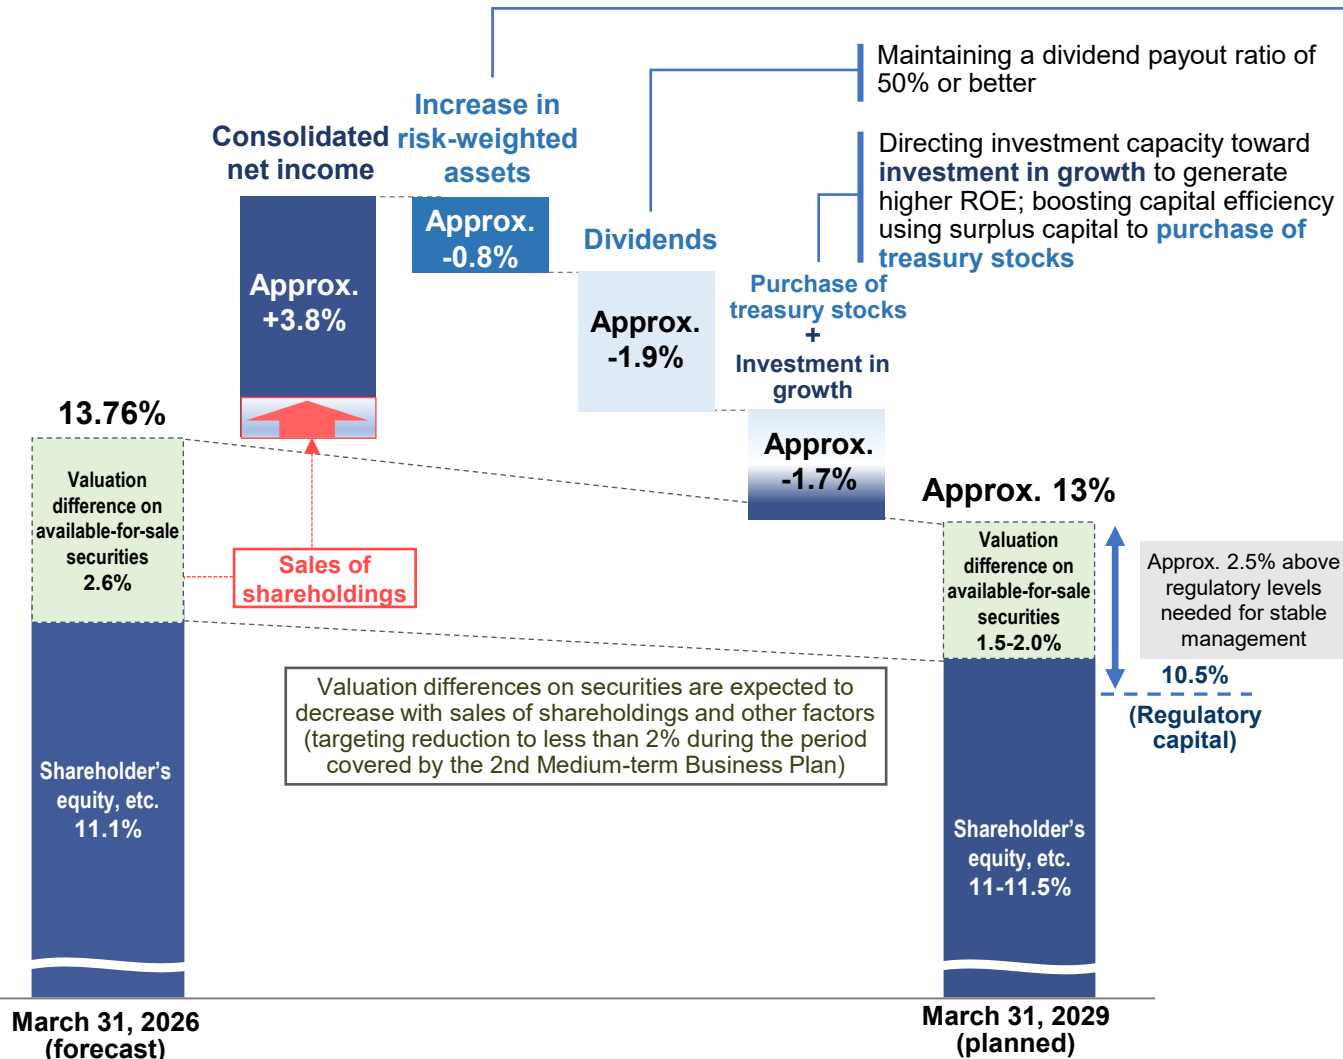 Maintaining a dividend payout ratio of
50% or better
Directing investment capacity toward
investment in growth to generate
higher ROE; boosting capital efficiency
using surplus capital to purchase of
treasury stocks
Consolidated
net income
Increase in
risk-weighted
assets
Dividends
Purchase of
treasury stocks
+
Investment in
growth
Approx.
+3.8%
Approx.
-0.8%
Approx.
-1.9%
Approx.
-1.7%
13.76%
Valuation
difference on
available-for-sale
securities
2.6%
Sales of
shareholdings
Shareholder’s
equity, etc.
11.1%
Valuation differences on securities are expected to
decrease with sales of shareholdings and other factors
(targeting reduction to less than 2% during the period
covered by the 2nd Medium-term Business Plan)
Approx. 13%
Valuation
difference on
available-for-sale
securities
1.5-2.0%
Approx. 2.5% above
regulatory levels
needed for stable
management
10.5%
(Regulatory
capital)
Shareholder’s
equity, etc.
11-11.5%
March 31, 2026
(forecast)
March 31, 2029
(planned)